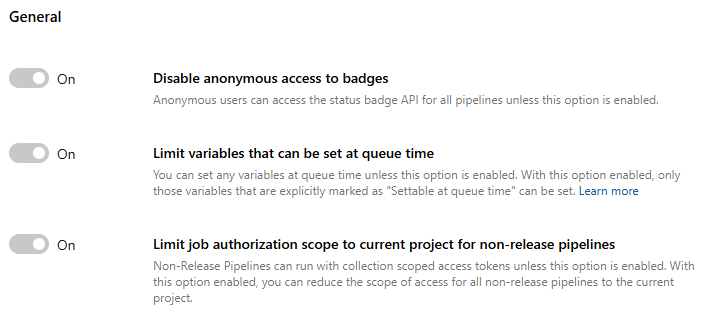 General
On
Disable anonymous access to badges
Anonymous users can access the status badge API for all pipelines unless this option is enabled.
On
Limit variables that can be set at queue time
You can set any variables at queue time unless this option is enabled. With this option enabled, only
those variables that are explicitly marked as "Settable at queue time" can be set. Learn more
On
Limit job authorization scope to current project for non-release pipelines
Non-Release Pipelines can run with collection scoped access tokens unless this option is enabled. With
this option enabled, you can reduce the scope of access for all non-release pipelines to the current
project.